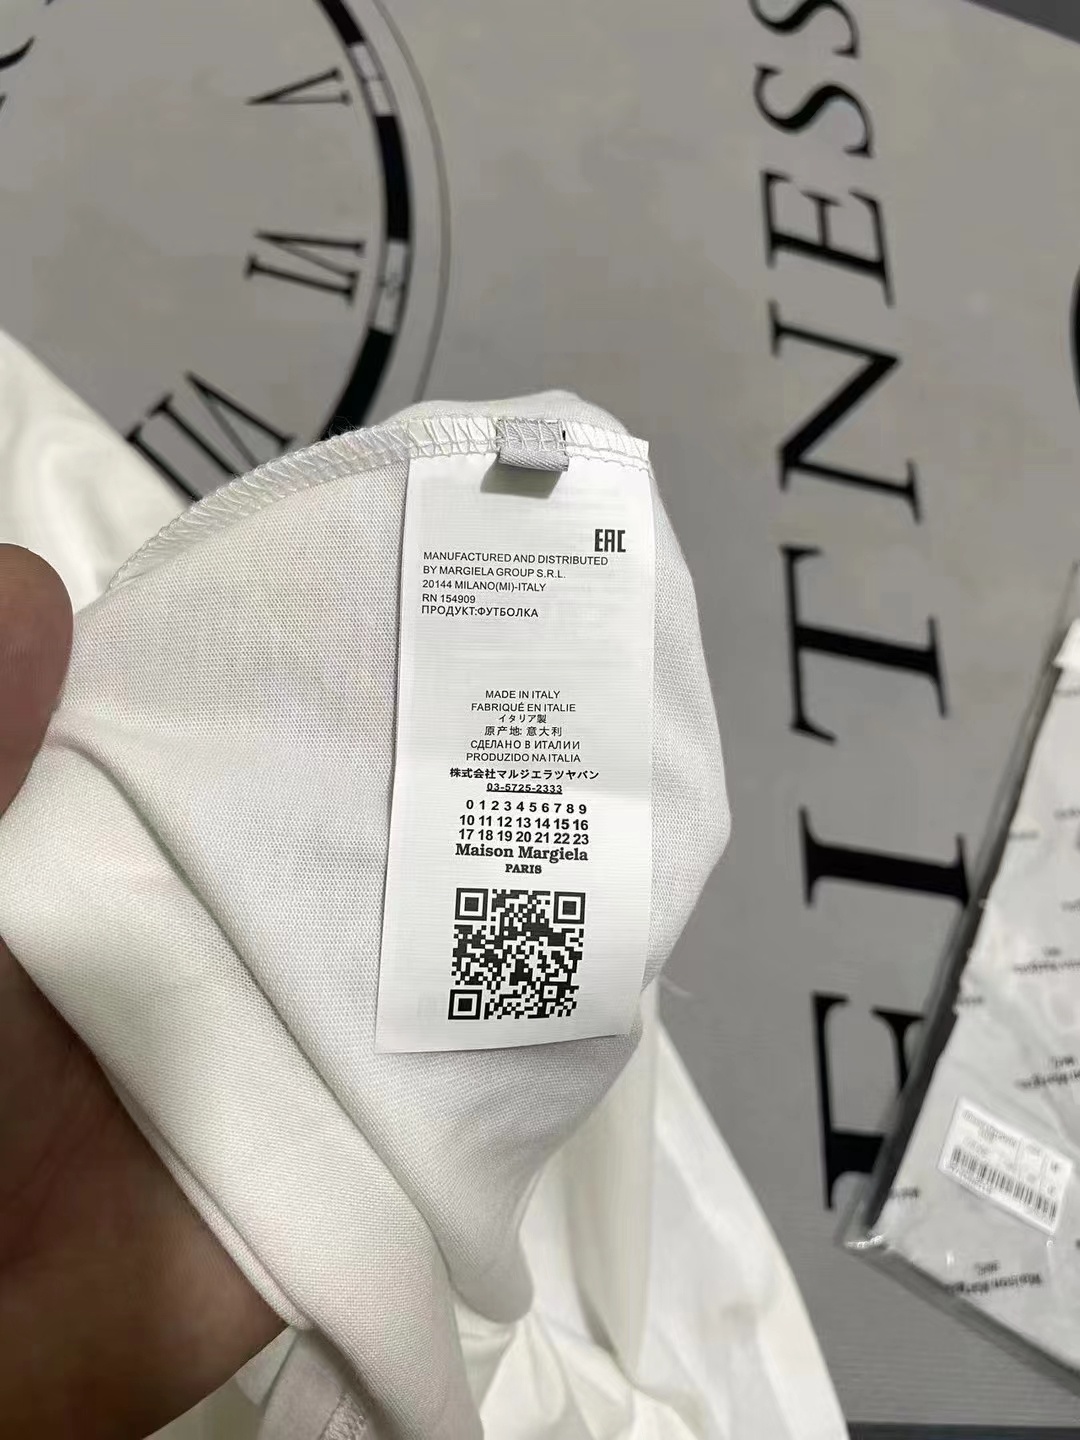 EAC
MANUFACTURED AND DISTRIBUTED
BY MARGIELA GROUP S.R.L.
20144 MILANO(MI)-ITALY
RN 154909
ПРОДУКТ:ФУТБОЛКА
MADE IN ITALY
FABRIQUÉ EN ITALIE
イタリア製
原产地: 意大利
СДЕЛАНО В ИТАЛИИ
PRODUZIDO NA ITALIA
株式会社マルジエラツヤバン
03-5725-2333
0 1 2 3 4 5 6 7 8 9
10 11 12 13 14 15 16
17 18 19 20 21 22 23
Maison Margiela
PARIS
FITNESS